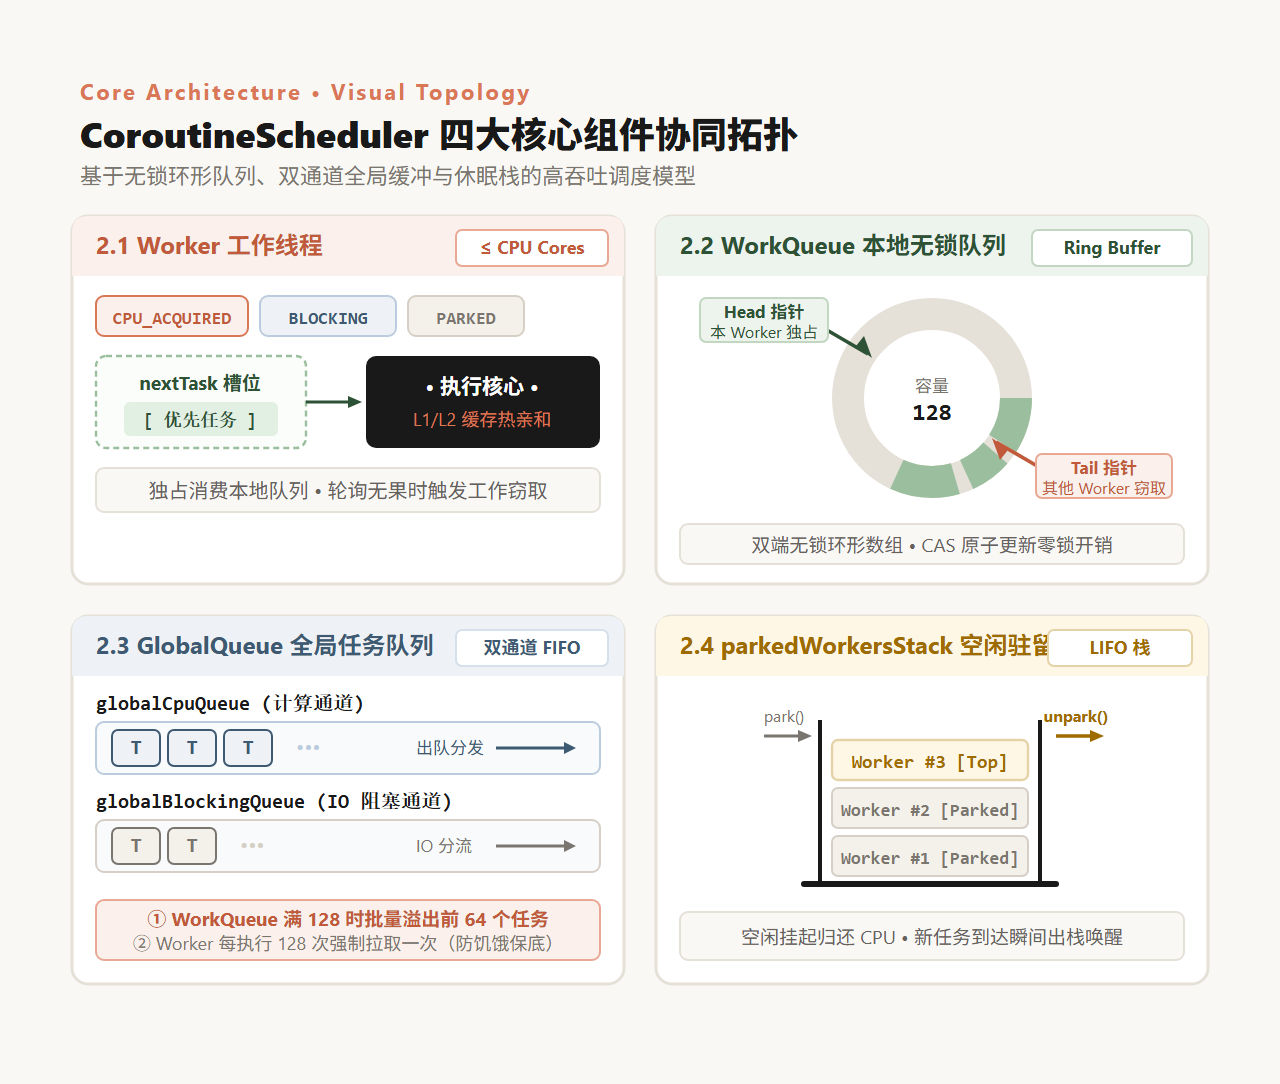 Core Architecture • Visual Topology
CoroutineScheduler 四大核心组件协同拓扑
基于无锁环形队列、双通道全局缓冲与休眠栈的高吞吐调度模型
2.1 Worker 工作线程
≤ CPU Cores
CPU_ACQUIRED
BLOCKING
PARKED
nextTask 槽位
[ 优先任务 ]
• 执行核心 •
L1/L2 缓存热亲和
独占消费本地队列 • 轮询无果时触发工作窃取
2.2 WorkQueue 本地无锁队列
Ring Buffer
Head 指针
本 Worker 独占
容量
128
Tail 指针
其他 Worker 窃取
双端无锁环形数组 • CAS 原子更新零锁开销
2.3 GlobalQueue 全局任务队列
双通道 FIFO
globalCpuQueue (计算通道)
T T T ••• 出队分发
globalBlockingQueue (IO 阻塞通道)
T T ••• IO 分流
① WorkQueue 满 128 时批量溢出前 64 个任务
② Worker 每执行 128 次强制拉取一次（防饥饿保底）
2.4 parkedWorkersStack 空闲驻留
LIFO 栈
park()
unpark()
Worker #3 [Top]
Worker #2 [Parked]
Worker #1 [Parked]
空闲挂起归还 CPU • 新任务到达瞬间出栈唤醒